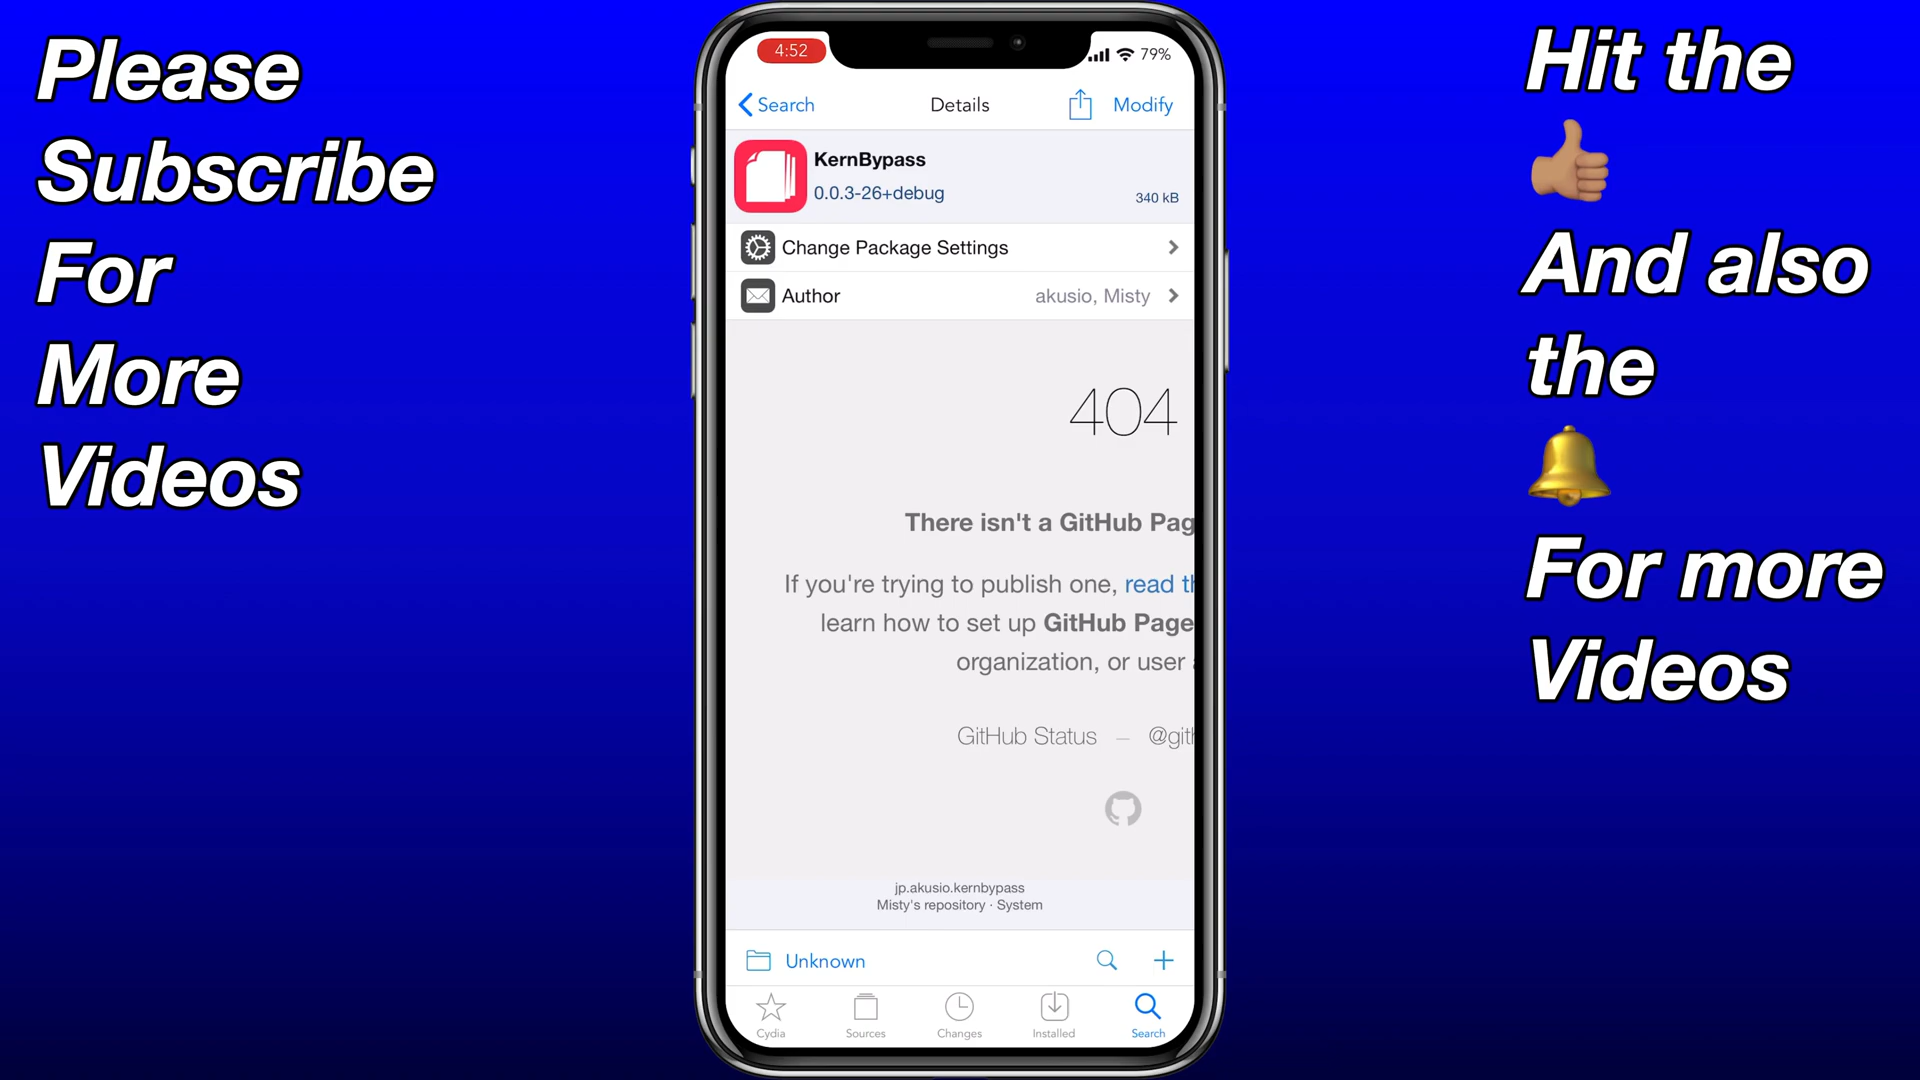 Please
Subscribe
For
More
Videos
4:52
79%
Search
Details
Modify
KernBypass
0.0.3-26+debug
340 kB
Change Package Settings
Author
akusio, Misty
404
There isn't a GitHub Pag
If you're trying to publish one, read th
learn how to set up GitHub Page
organization, or user a
GitHub Status — @gith
jp.akusio.kernbypass
Misty's repository · System
Unknown
Cydia
Sources
Changes
Installed
Search
Hit the
👍🏽
And also
the
🔔
For more
Videos